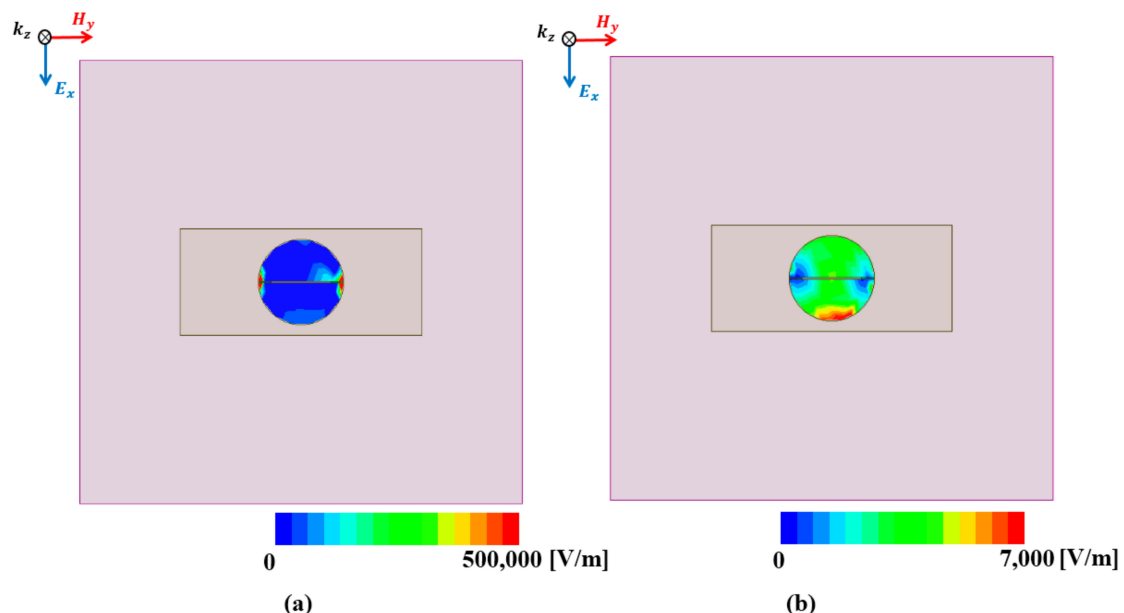 k_z H_y
E_x
k_z H_y
E_x
0 500,000 [V/m]
0 7,000 [V/m]
(a) (b)